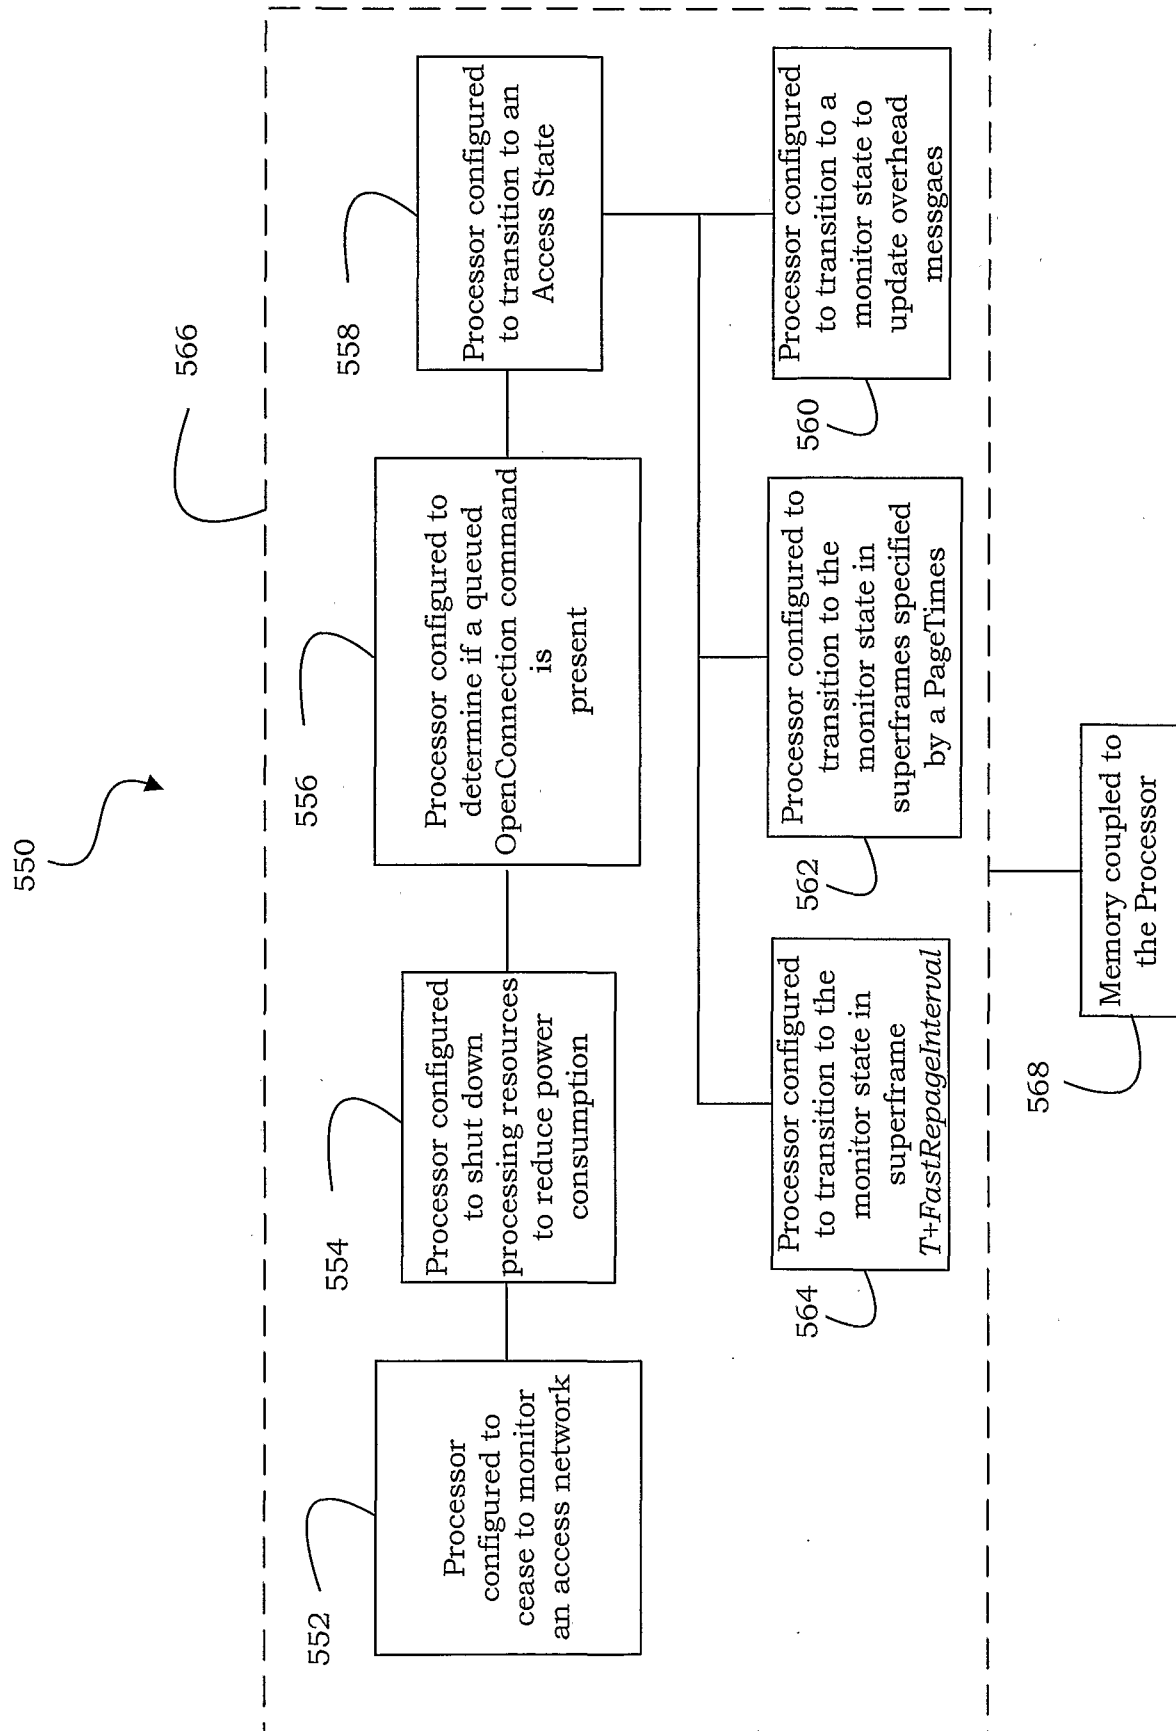 550
566
552
Processor
configured to
cease to monitor
an access network
554
Processor configured
to shut down
processing resources
to reduce power
consumption
556
Processor configured to
determine if a queued
OpenConnection command
is
present
558
Processor configured
to transition to an
Access State
564
Processor configured
to transition to the
monitor state in
superframe
T+FastRepageInterval
562
Processor configured to
transition to the
monitor state in
superframes specified
by a PageTimes
560
Processor configured
to transition to a
monitor state to
update overhead
messgaes
568
Memory coupled to
the Processor